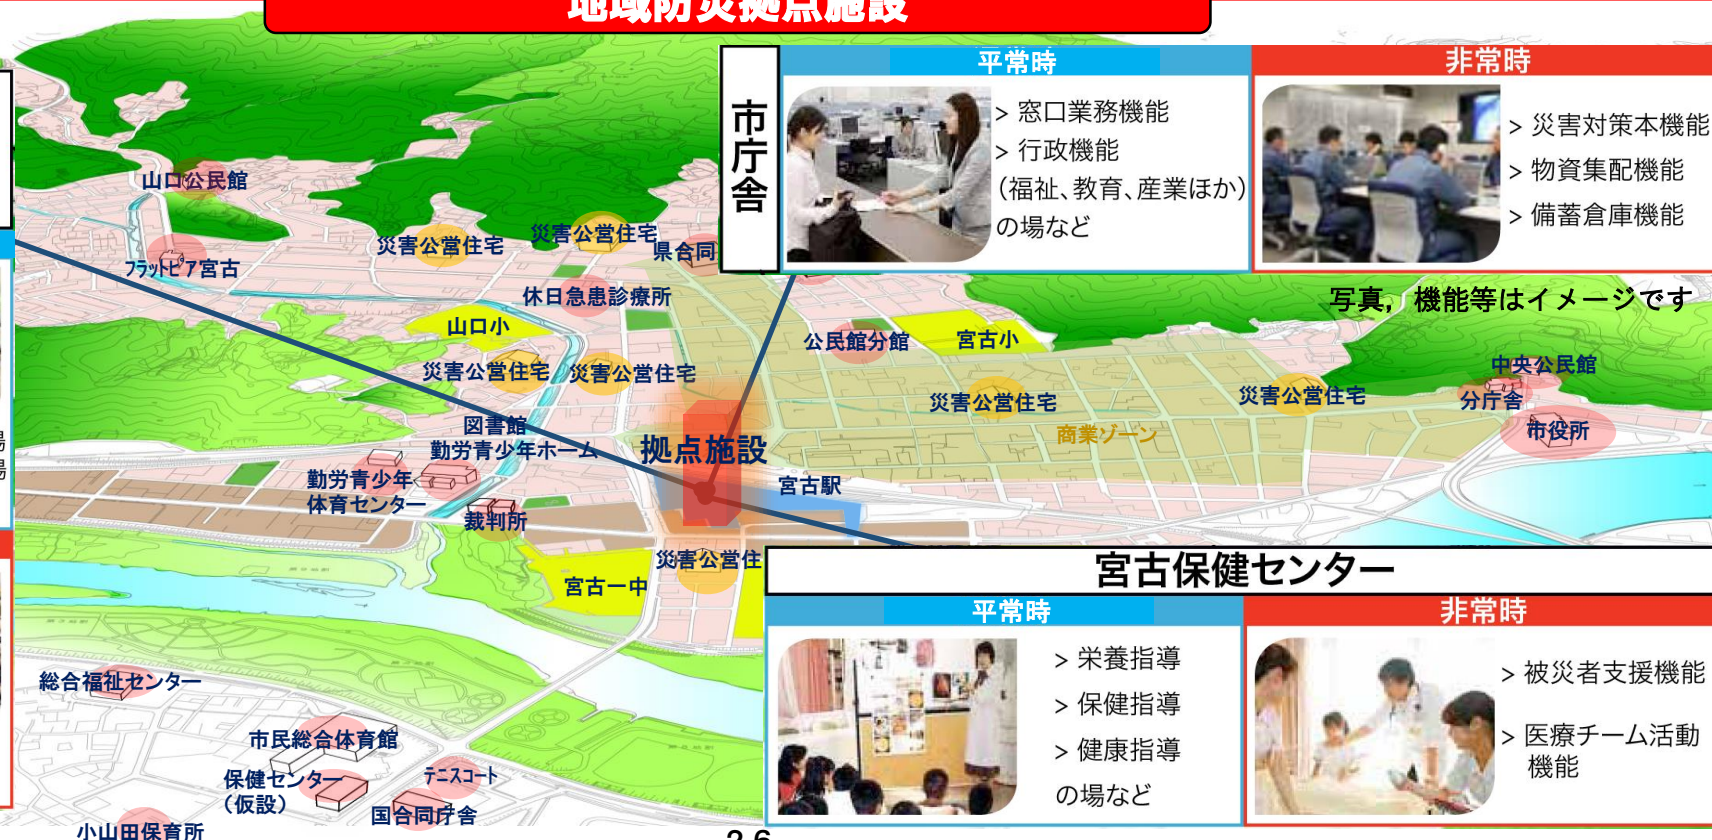 地域防災拠点施設
市庁舎
平常時
> 窓口業務機能
> 行政機能
（福祉、教育、産業ほか）
の場など
非常時
> 災害対策本機能
> 物資集配機能
> 備蓄倉庫機能
写真，機能等はイメージです
山口公民館
フラットピア宮古
災害公営住宅
災害公営住宅
県合同
休日急患診療所
山口小
公民館分館
宮古小
災害公営住宅
災害公営住宅
災害公営住宅
災害公営住宅
中央公民館
分庁舎
市役所
商業ゾーン
図書館
勤労青少年ホーム
拠点施設
宮古駅
勤労青少年
体育センター
裁判所
場
場
災害公営住
宮古一中
宮古保健センター
平常時
> 栄養指導
> 保健指導
> 健康指導
の場など
非常時
> 被災者支援機能
> 医療チーム活動
機能
総合福祉センター
市民総合体育館
保健センター
（仮設）
テニスコート
国合同庁舎
小山田保育所